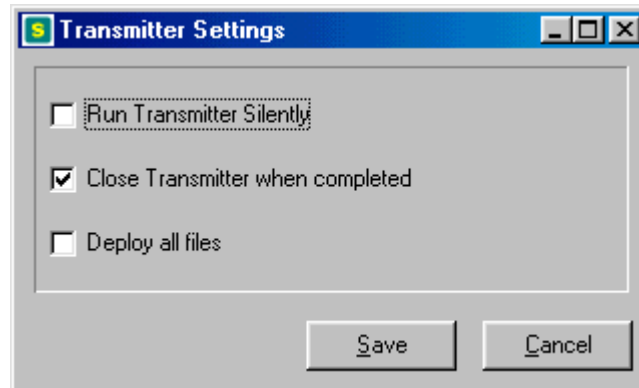 S Transmitter Settings
Run Transmitter Silently
Close Transmitter when completed
Deploy all files
Save Cancel